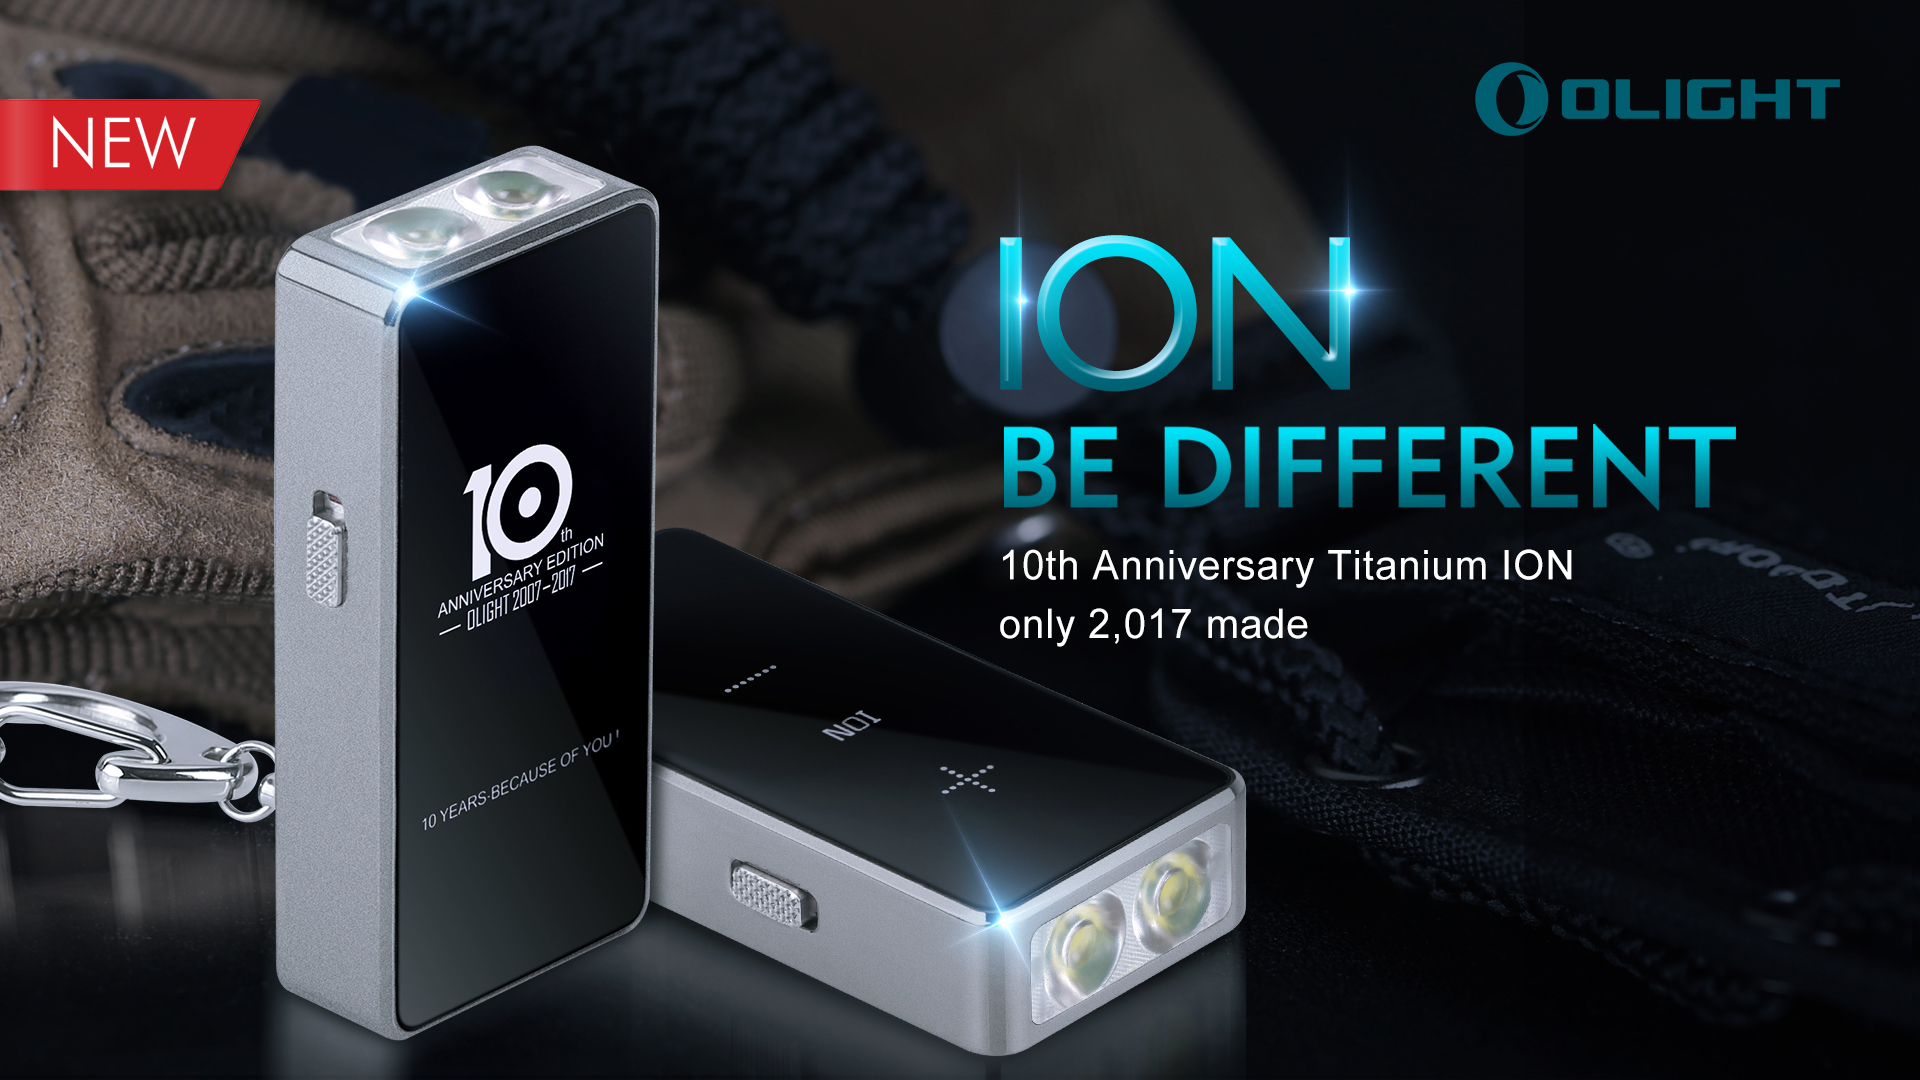 NEW
OLIGHT
ION
BE DIFFERENT
10th Anniversary Titanium ION
only 2,017 made
10th
ANNIVERSARY EDITION
OLIGHT 2007-2017
10 YEARS·BECAUSE OF YOU!
ION